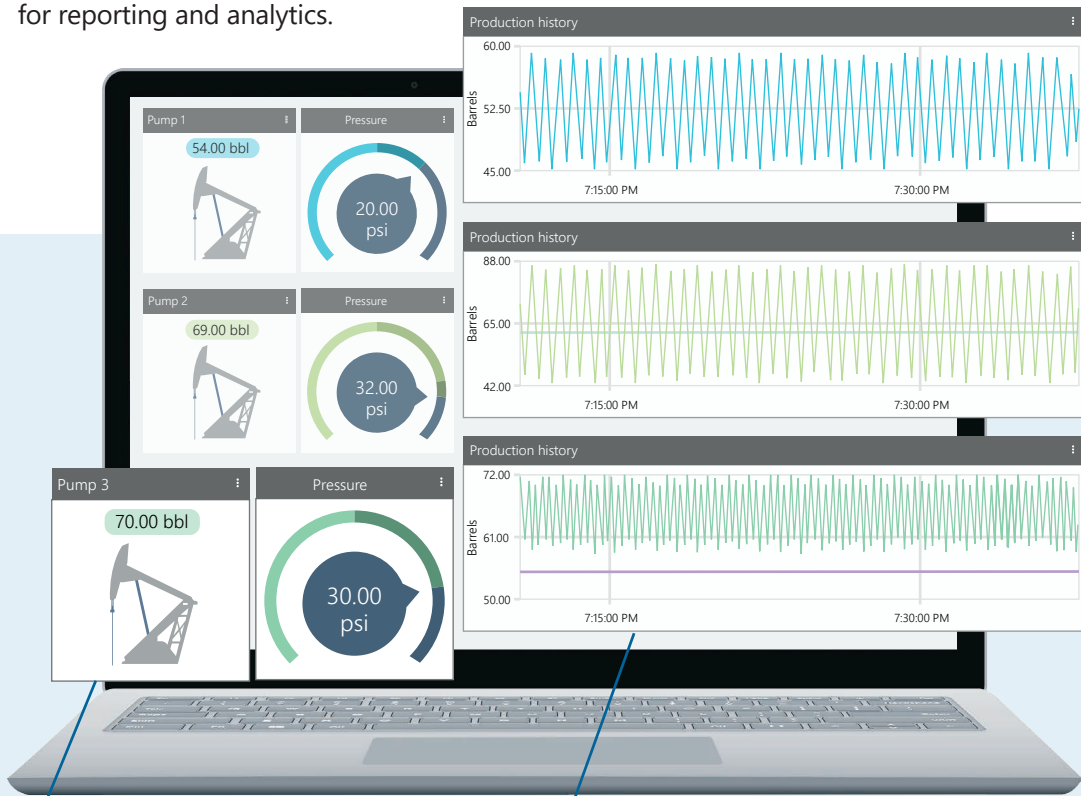 for reporting and analytics.
Pump 1
54.00 bbl
Pressure
20.00
psi
Production history
Barrels
60.00
52.50
45.00
7:15:00 PM
7:30:00 PM
Pump 2
69.00 bbl
Pressure
32.00
psi
Production history
Barrels
88.00
65.00
42.00
7:15:00 PM
7:30:00 PM
Pump 3
70.00 bbl
Pressure
30.00
psi
Production history
Barrels
72.00
61.00
50.00
7:15:00 PM
7:30:00 PM